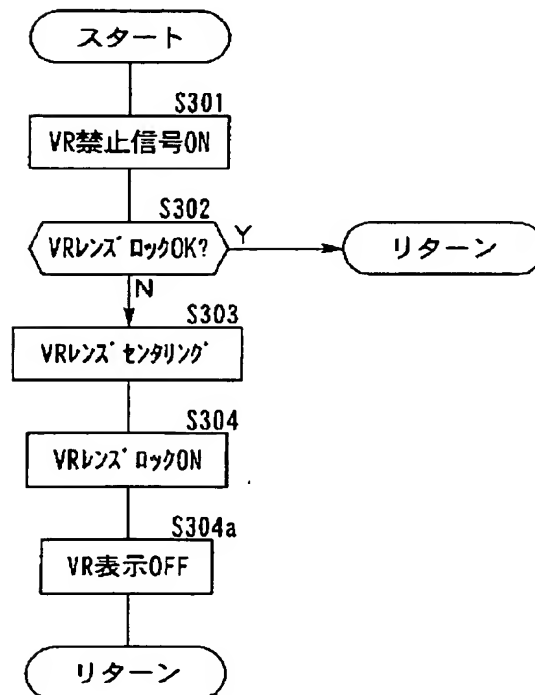 スタート
S301
VR禁止信号ON
S302
VRレンズロックOK?
Y
リターン
N
S303
VRレンズセンタリング
S304
VRレンズロックON
S304a
VR表示OFF
リターン